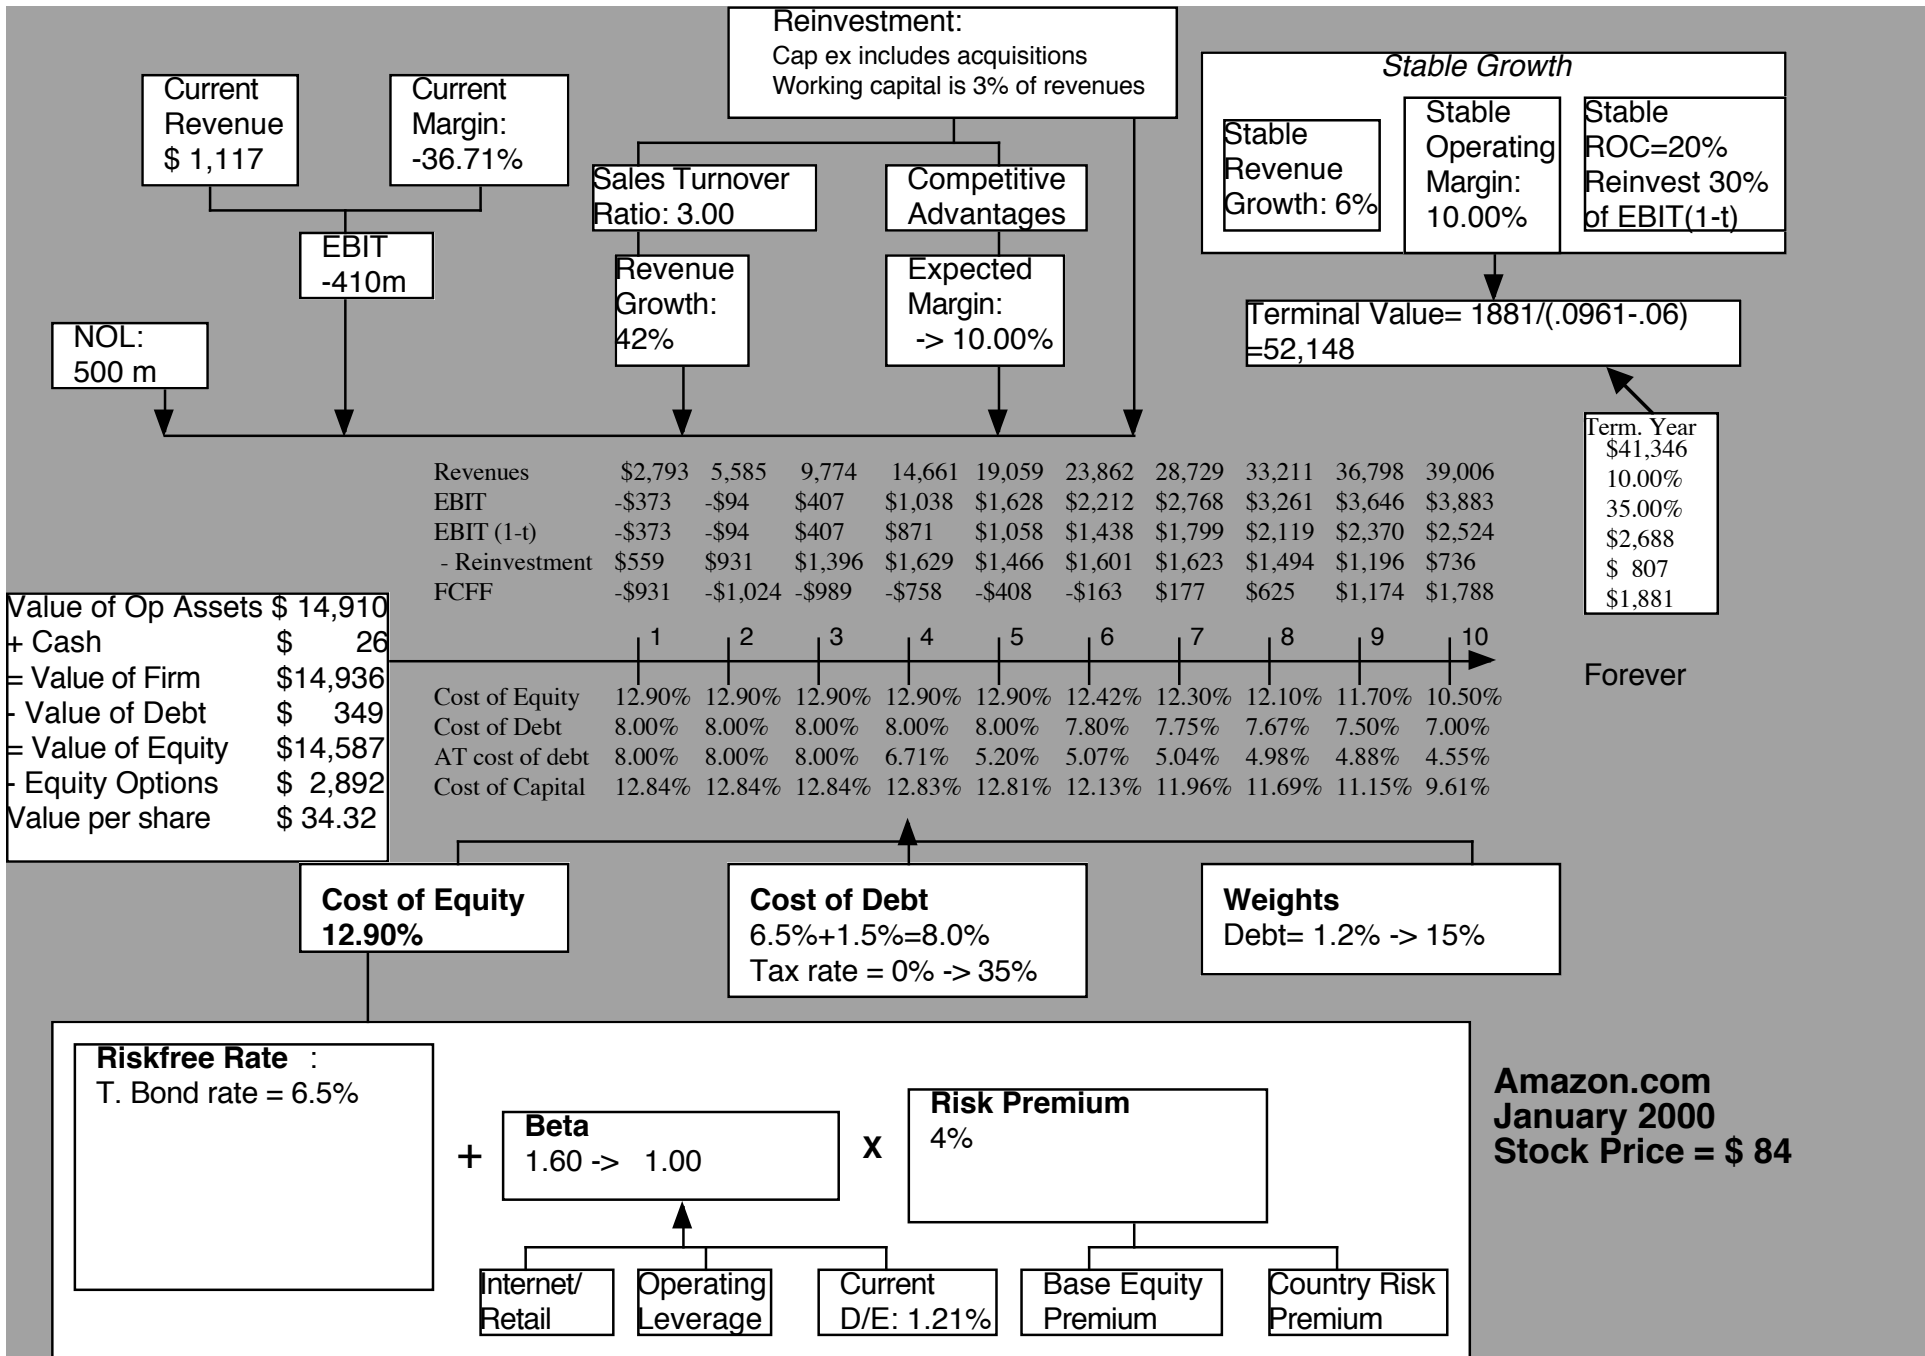 Reinvestment:
Cap ex includes acquisitions
Working capital is 3% of revenues
Stable Growth
Current
Revenue
$ 1,117
Current
Margin:
-36.71%
Stable
Revenue
Growth: 6%
Stable
Operating
Margin:
10.00%
Stable
ROC=20%
Reinvest 30%
of EBIT(1-t)
Sales Turnover
Ratio: 3.00
Competitive
Advantages
EBIT
-410m
Revenue
Growth:
42%
Expected
Margin:
-> 10.00%
NOL:
500 m
Terminal Value= 1881/(.0961-.06)
=52,148
Term. Year
$41,346
10.00%
35.00%
$2,688
$ 807
$1,881
Revenues $2,793 5,585 9,774 14,661 19,059 23,862 28,729 33,211 36,798 39,006
EBIT -$373 -$94 $407 $1,038 $1,628 $2,212 $2,768 $3,261 $3,646 $3,883
EBIT (1-t) -$373 -$94 $407 $871 $1,058 $1,438 $1,799 $2,119 $2,370 $2,524
- Reinvestment $559 $931 $1,396 $1,629 $1,466 $1,601 $1,623 $1,494 $1,196 $736
FCFF -$931 -$1,024 -$989 -$758 -$408 -$163 $177 $625 $1,174 $1,788
1 2 3 4 5 6 7 8 9 10
Forever
Value of Op Assets $ 14,910
+ Cash $ 26
= Value of Firm $14,936
- Value of Debt $ 349
= Value of Equity $14,587
- Equity Options $ 2,892
Value per share $ 34.32
Cost of Equity 12.90% 12.90% 12.90% 12.90% 12.90% 12.42% 12.30% 12.10% 11.70% 10.50%
Cost of Debt 8.00% 8.00% 8.00% 8.00% 8.00% 7.80% 7.75% 7.67% 7.50% 7.00%
AT cost of debt 8.00% 8.00% 8.00% 6.71% 5.20% 5.07% 5.04% 4.98% 4.88% 4.55%
Cost of Capital 12.84% 12.84% 12.84% 12.83% 12.81% 12.13% 11.96% 11.69% 11.15% 9.61%
Cost of Equity
12.90%
Cost of Debt
6.5%+1.5%=8.0%
Tax rate = 0% -> 35%
Weights
Debt= 1.2% -> 15%
Riskfree Rate :
T. Bond rate = 6.5%
+
Beta
1.60 -> 1.00
X
Risk Premium
4%
Internet/
Retail
Operating
Leverage
Current
D/E: 1.21%
Base Equity
Premium
Country Risk
Premium
Amazon.com
January 2000
Stock Price = $ 84